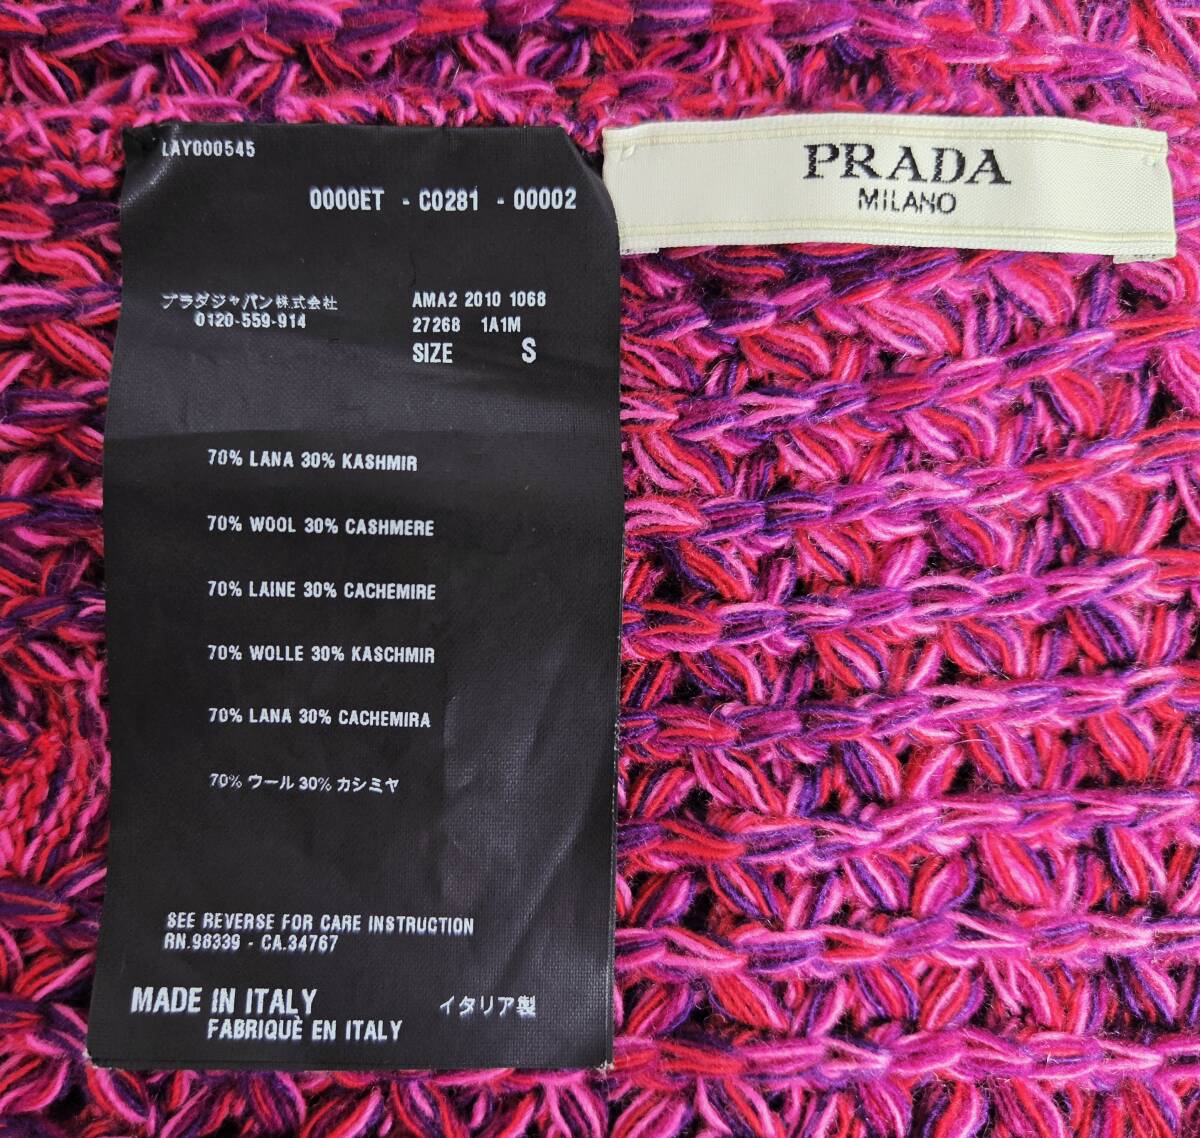 LAY000545
0000ET - C0281 - 00002
プラダジャパン株式会社
0120-559-914
AMA2 2010 1068
27268 1A1M
SIZE S
70% LANA 30% KASHMIR
70% WOOL 30% CASHMERE
70% LAINE 30% CACHEMIRE
70% WOLLE 30% KASCHMIR
70% LANA 30% CACHEMIRA
70% ウール 30% カシミヤ
SEE REVERSE FOR CARE INSTRUCTION
RN.98339 - CA.34767
MADE IN ITALY イタリア製
FABRIQUÈ EN ITALY
PRADA
MILANO